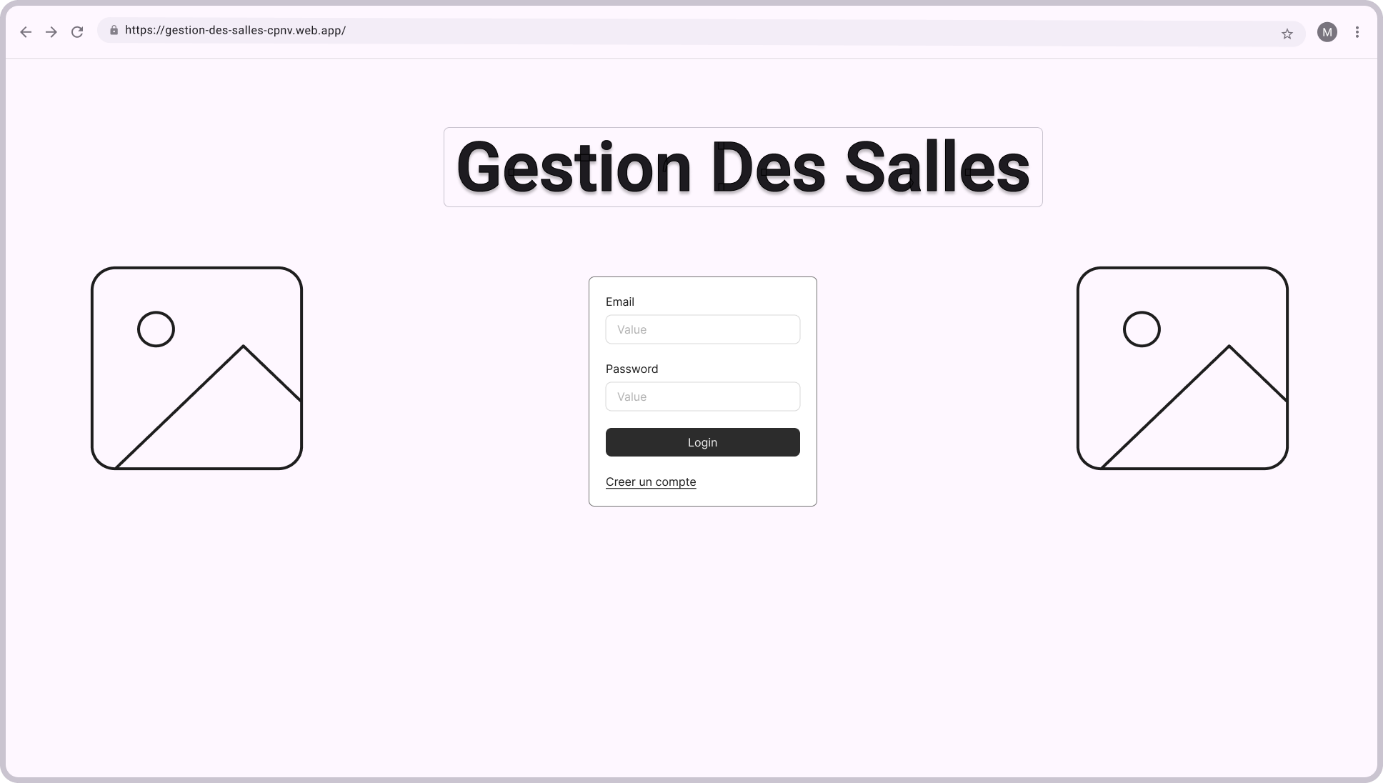 https://gestion-des-salles-cpnv.web.app/
M
Gestion Des Salles
Email
Value
Password
Value
Login
Creer un compte